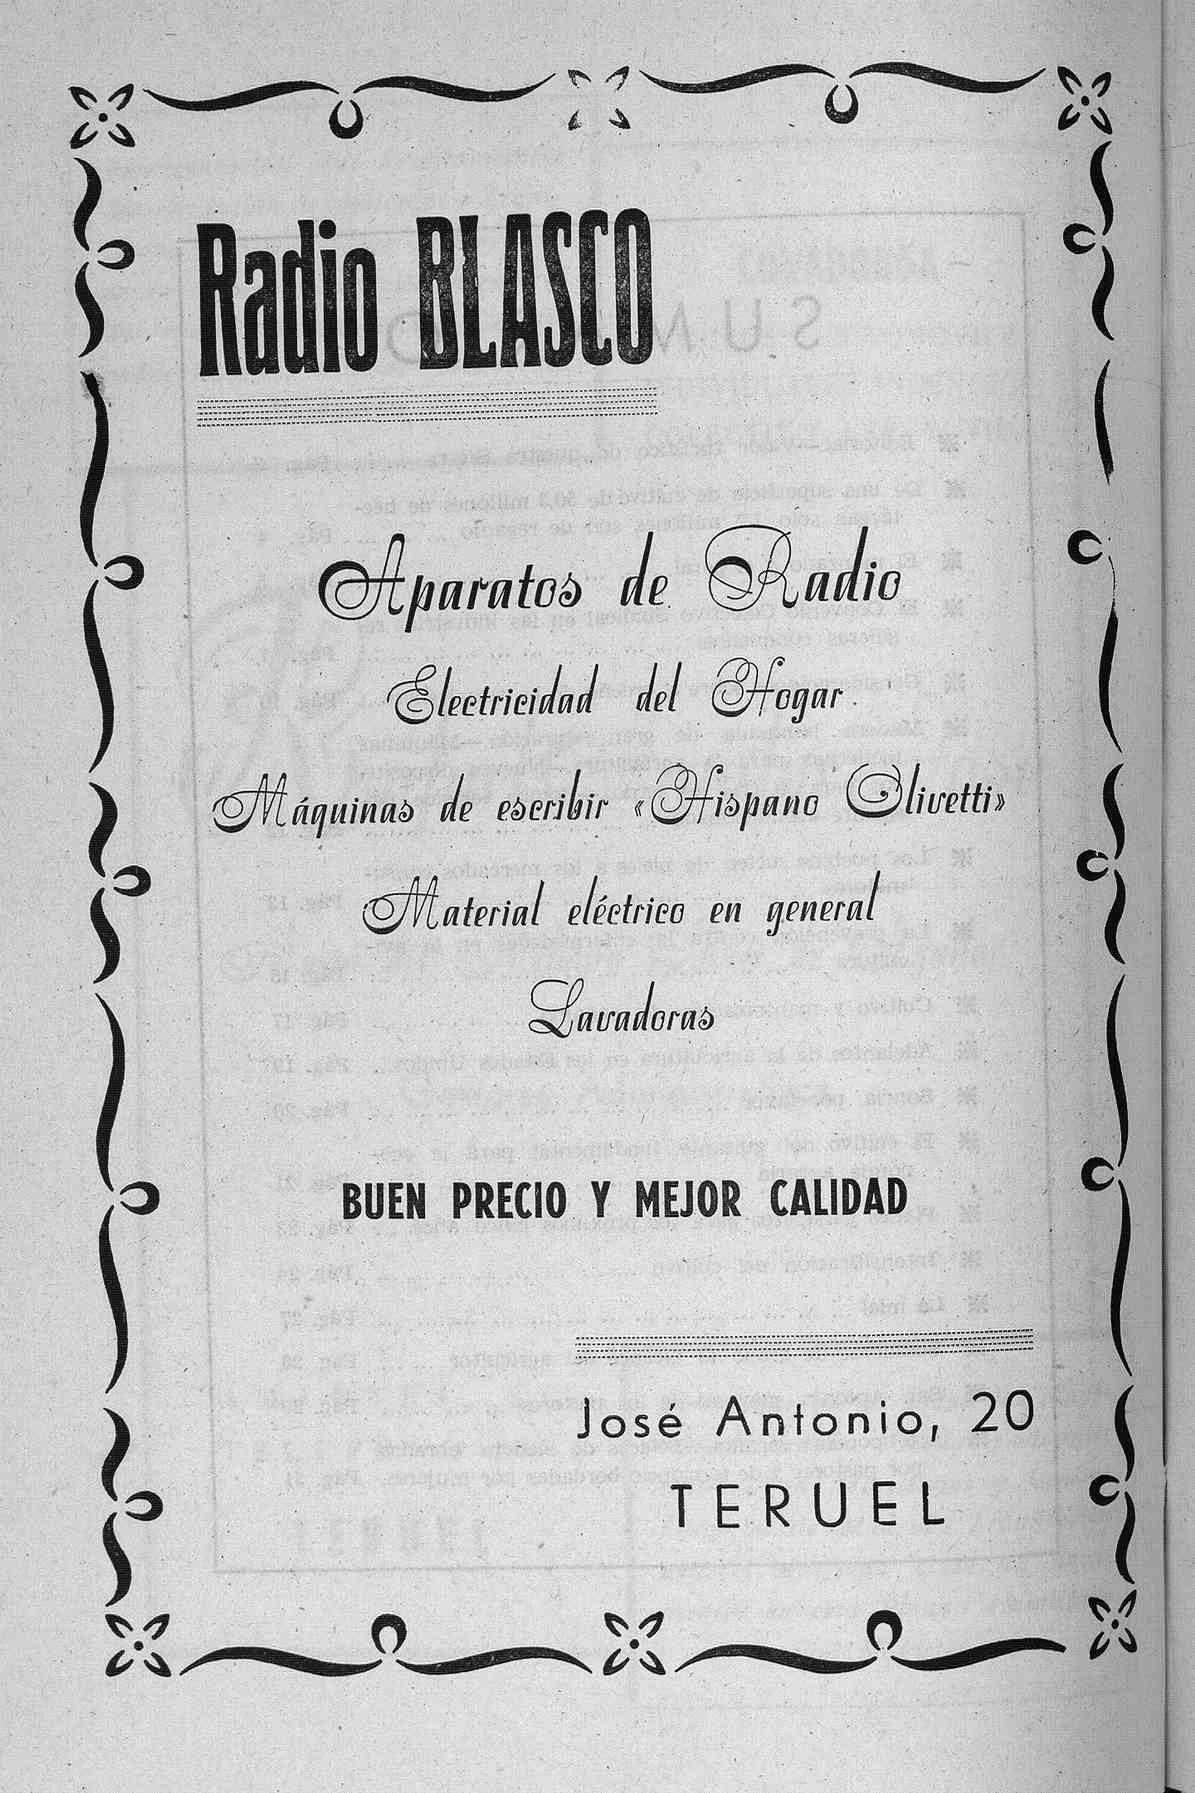 Radio BLASCO
Aparatos de Radio
Electricidad del Hogar
Máquinas de escribir «Hispano Olivetti»
Material eléctrico en general
Lavadoras
BUEN PRECIO Y MEJOR CALIDAD
José Antonio, 20
TERUEL